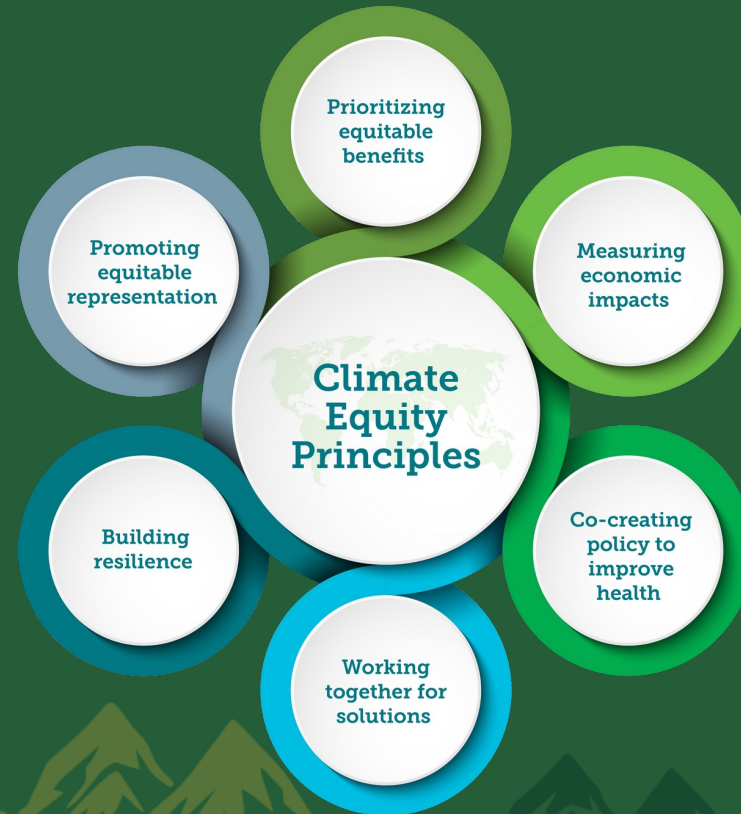 Prioritizing
equitable
benefits
Promoting
equitable
representation
Measuring
economic
impacts
Climate
Equity
Principles
Building
resilience
Co-creating
policy to
improve
health
Working
together for
solutions